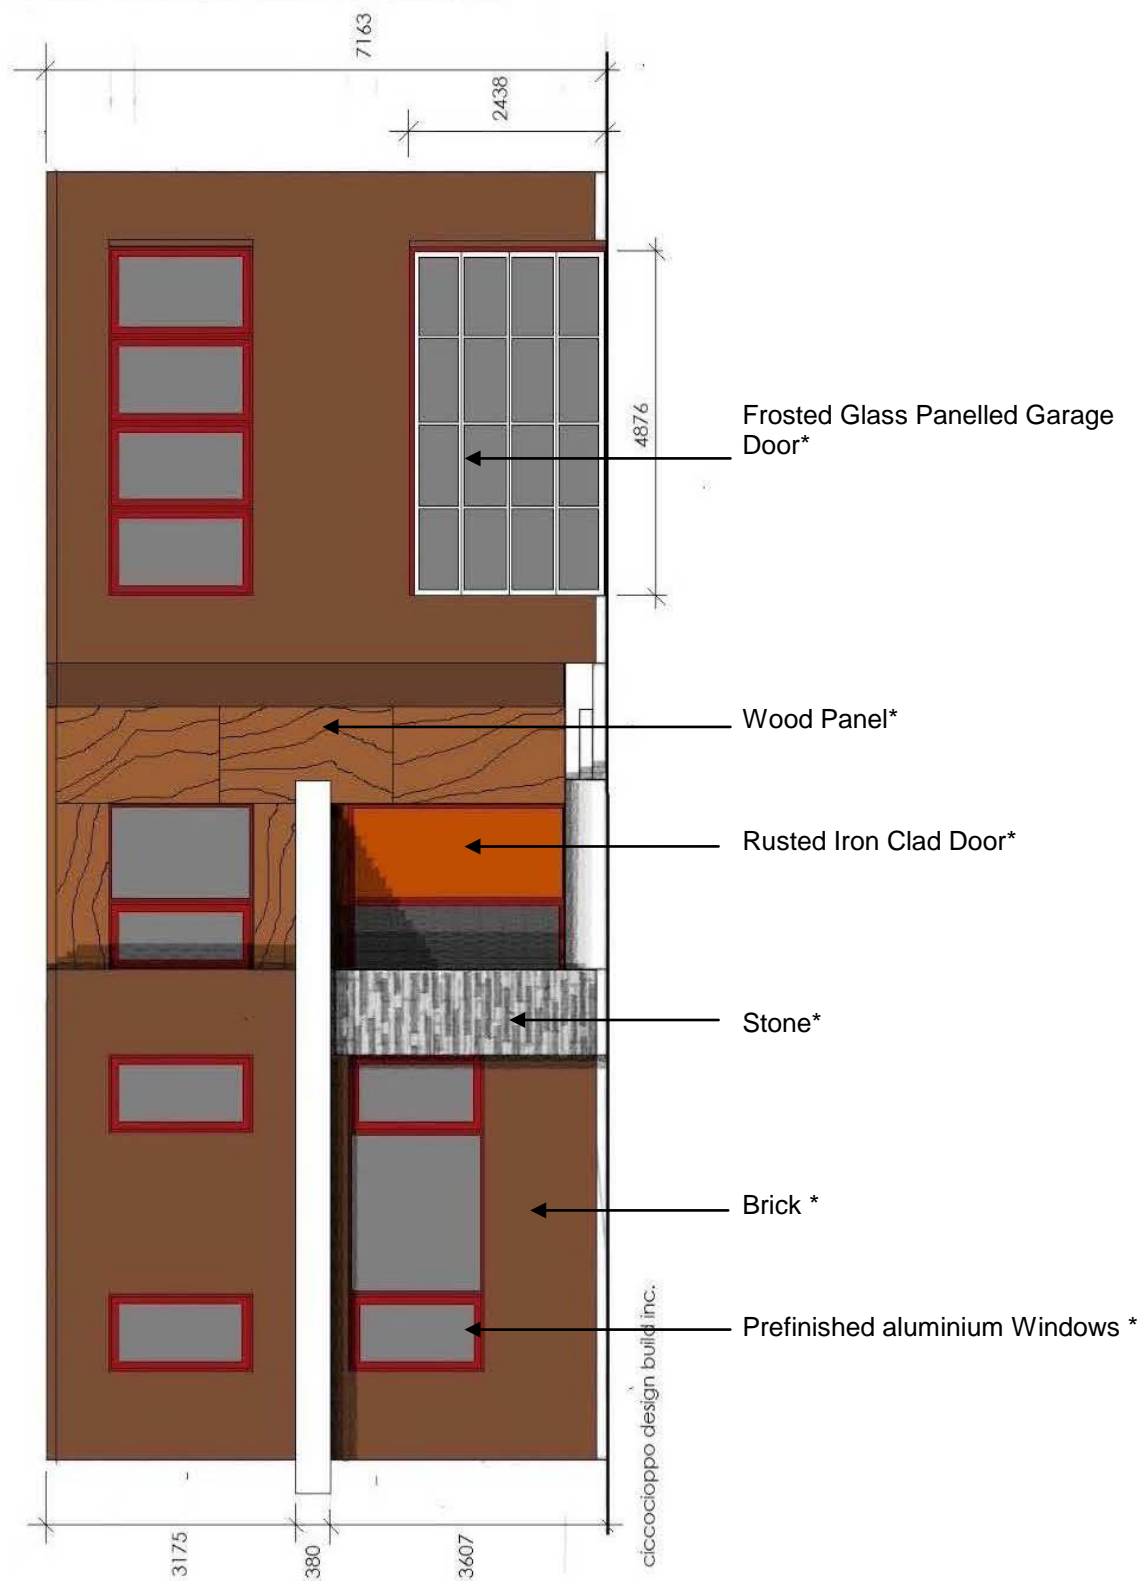 7163
2438
4876
Frosted Glass Panelled Garage
Door*
Wood Panel*
Rusted Iron Clad Door*
Stone*
Brick *
Prefinished aluminium Windows *
ciccocioppo design build inc.
3175
380
3607